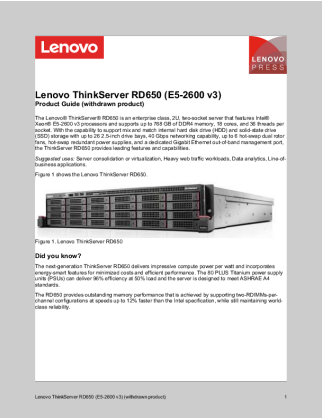 Lenovo
LENOVO
PRESS
Lenovo ThinkServer RD650 (E5-2600 v3)
Product Guide (withdrawn product)
The Lenovo® ThinkServer® RD650 is an enterprise class, 2U, two-socket server that features Intel®
Xeon® E5-2600 v3 processors and supports up to 768 GB of DDR4 memory, 18 cores, and 36 threads per
socket. With the capability to support mix and match internal hard disk drive (HDD) and solid-state drive
(SSD) storage with up to 26 2.5-inch drive bays, 40 Gbps networking capability, up to 6 hot-swap dual rotor
fans, hot-swap redundant power supplies, and a dedicated Gigabit Ethernet out-of-band management port,
the ThinkServer RD650 provides leading features and capabilities.
Suggested uses: Server consolidation or virtualization, Heavy web traffic workloads, Data analytics, Line-of-
business applications.
Figure 1 shows the Lenovo ThinkServer RD650.
Figure 1. Lenovo ThinkServer RD650
Did you know?
The next-generation ThinkServer RD650 delivers impressive compute power per watt and incorporates
energy-smart features for minimized costs and efficient performance. The 80 PLUS Titanium power supply
units (PSUs) can deliver 96% efficiency at 50% load and the server is designed to meet ASHRAE A4
standards.
The RD650 provides outstanding memory performance that is achieved by supporting two-RDIMMs-per-
channel configurations at speeds up to 12% faster than the Intel specification, while still maintaining world-
class reliability.
Lenovo ThinkServer RD650 (E5-2600 v3) (withdrawn product) 1